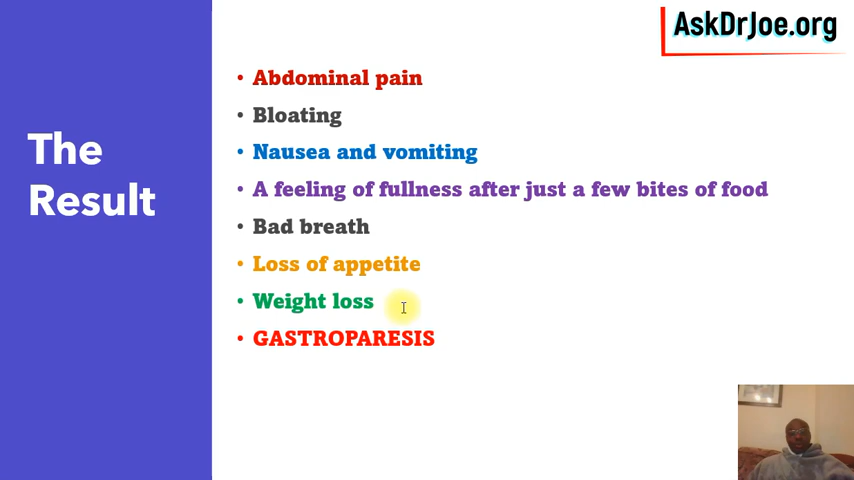 AskDrJoe.org
The
Result
• Abdominal pain
• Bloating
• Nausea and vomiting
• A feeling of fullness after just a few bites of food
• Bad breath
• Loss of appetite
• Weight loss
• GASTROPARESIS